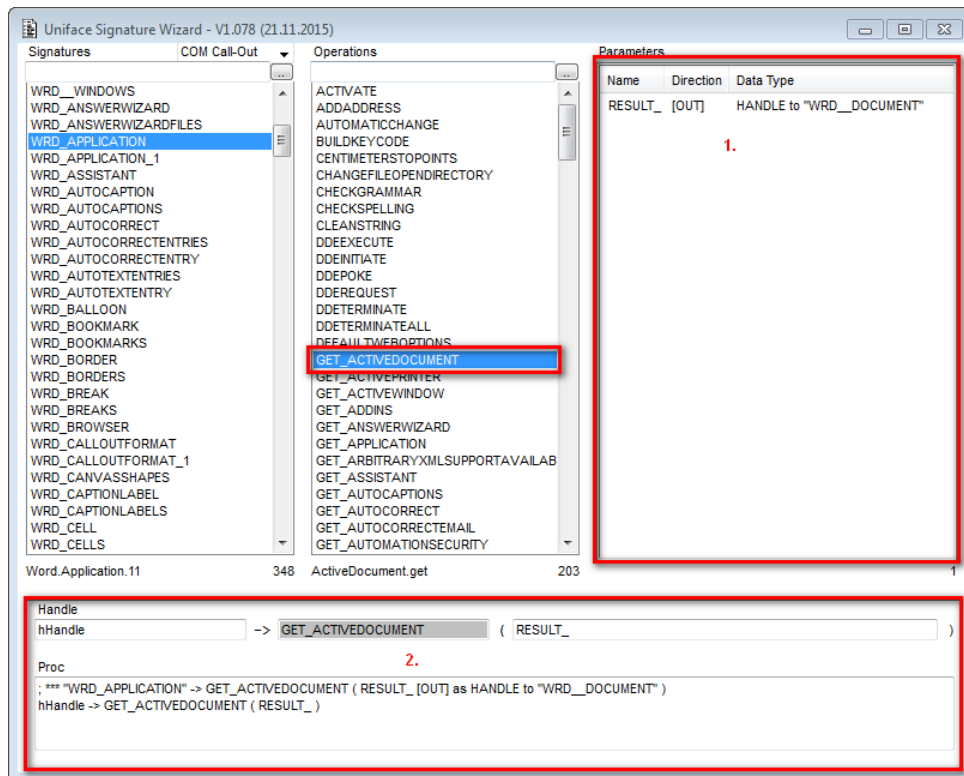 Uniface Signature Wizard - V1.078 (21.11.2015)
Signatures COM Call-Out
Operations
Parameters
..
..
WRD__WINDOWS
WRD_ANSWERWIZARD
WRD_ANSWERWIZARDFILES
WRD_APPLICATION
WRD_APPLICATION_1
WRD_ASSISTANT
WRD_AUTOCAPTION
WRD_AUTOCAPTIONS
WRD_AUTOCORRECT
WRD_AUTOCORRECTENTRIES
WRD_AUTOCORRECTENTRY
WRD_AUTOTEXTENTRIES
WRD_AUTOTEXTENTRY
WRD_BALLOON
WRD_BOOKMARK
WRD_BOOKMARKS
WRD_BORDER
WRD_BORDERS
WRD_BREAK
WRD_BREAKS
WRD_BROWSER
WRD_CALLOUTFORMAT
WRD_CALLOUTFORMAT_1
WRD_CANVASSHAPES
WRD_CAPTIONLABEL
WRD_CAPTIONLABELS
WRD_CELL
WRD_CELLS
Word.Application.11 348
ACTIVATE
ADDADDRESS
AUTOMATICCHANGE
BUILDKEYCODE
CENTIMETERSTOPOINTS
CHANGEFILEOPENDIRECTORY
CHECKGRAMMAR
CHECKSPELLING
CLEANSTRING
DDEEXECUTE
DDEINITIATE
DDEPOKE
DDEREQUEST
DDETERMINATE
DDETERMINATEALL
DEFAULTWEBOPTIONS
GET_ACTIVEDOCUMENT
GET_ACTIVEPRINTER
GET_ACTIVEWINDOW
GET_ADDINS
GET_ANSWERWIZARD
GET_APPLICATION
GET_ARBITRARYXMLSUPPORTAVAILAB
GET_ASSISTANT
GET_AUTOCAPTIONS
GET_AUTOCORRECT
GET_AUTOCORRECTEMAIL
GET_AUTOMATIONSECURITY
ActiveDocument.get 203
Name Direction Data Type
RESULT_ [OUT] HANDLE to "WRD__DOCUMENT"
1.
1
Handle
hHandle -> GET_ACTIVEDOCUMENT ( RESULT_ )
2.
Proc
; *** "WRD_APPLICATION" -> GET_ACTIVEDOCUMENT ( RESULT_ [OUT] as HANDLE to "WRD__DOCUMENT" )
hHandle -> GET_ACTIVEDOCUMENT ( RESULT_ )